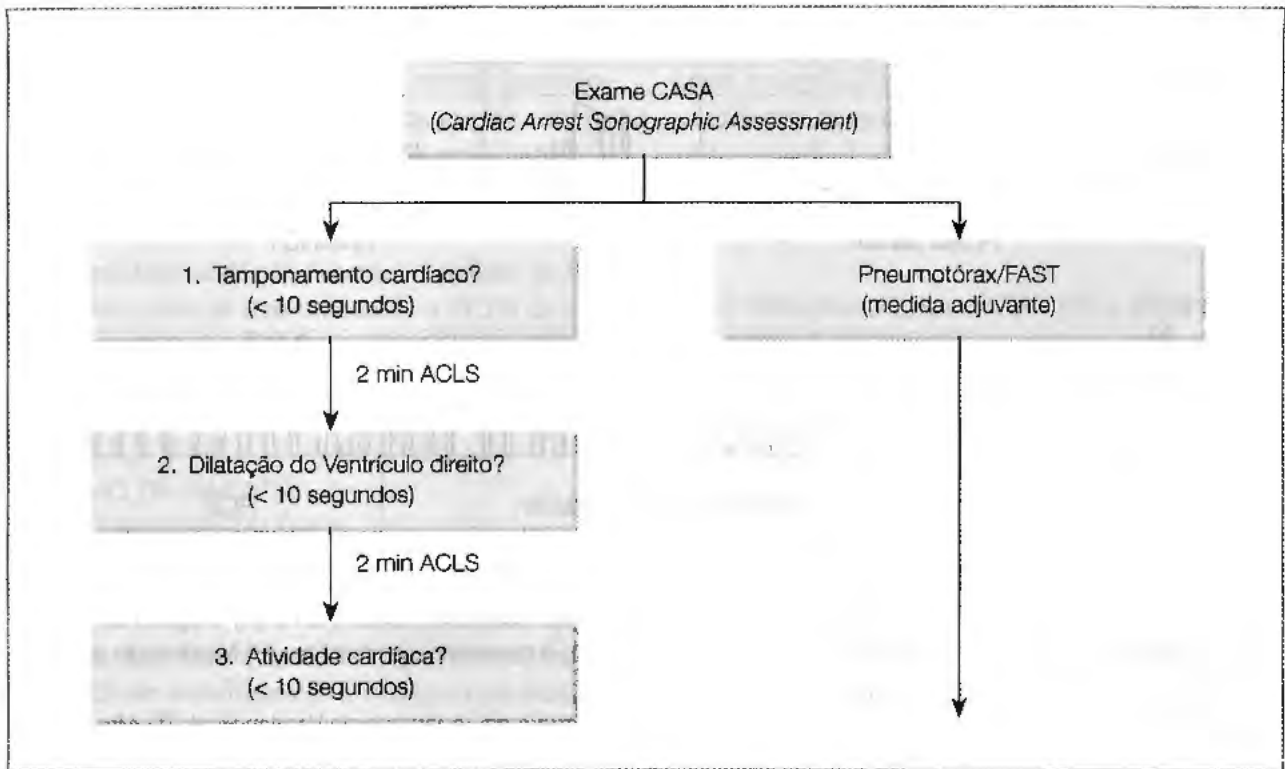 Exame CASA
(Cardiac Arrest Sonographic Assessment)
1. Tamponamento cardíaco?
(< 10 segundos)
Pneumotórax/FAST
(medida adjuvante)
2 min ACLS
2. Dilatação do Ventrículo direito?
(< 10 segundos)
2 min ACLS
3. Atividade cardíaca?
(< 10 segundos)